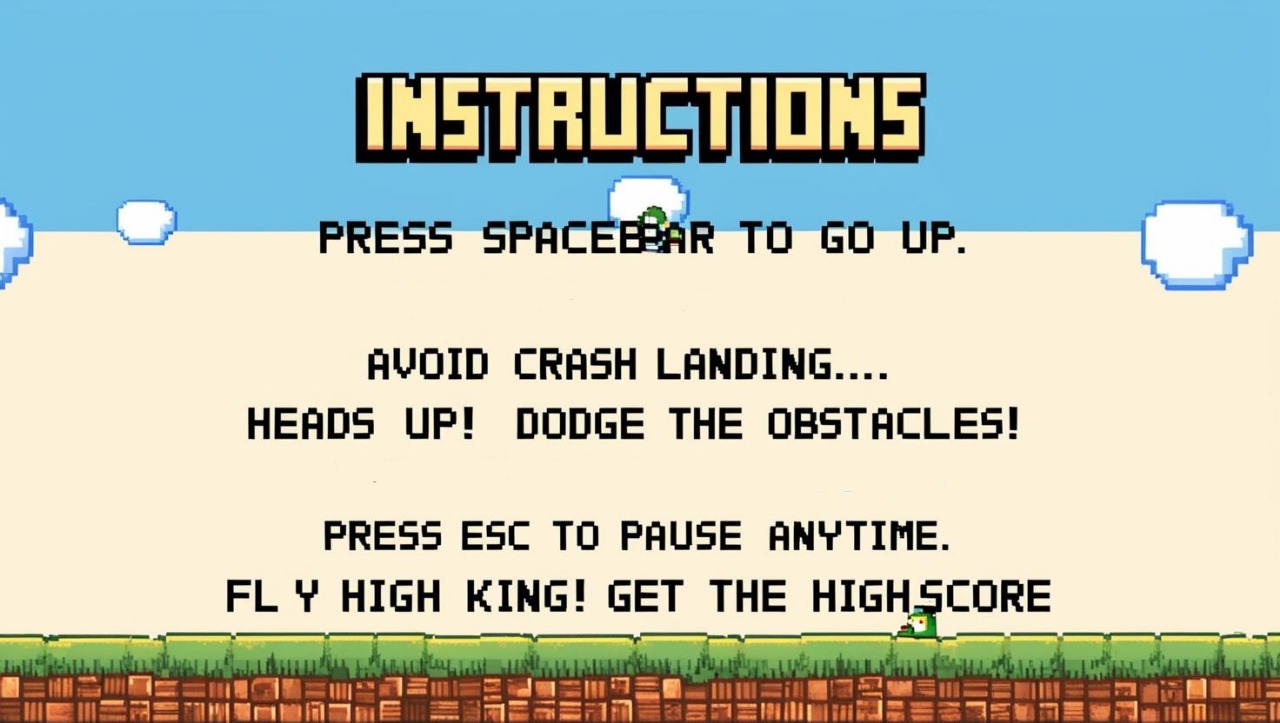 INSTRUCTIONS
PRESS SPACEBAR TO GO UP.
AVOID CRASH LANDING....
HEADS UP! DODGE THE OBSTACLES!
PRESS ESC TO PAUSE ANYTIME.
FL Y HIGH KING! GET THE HIGHSCORE